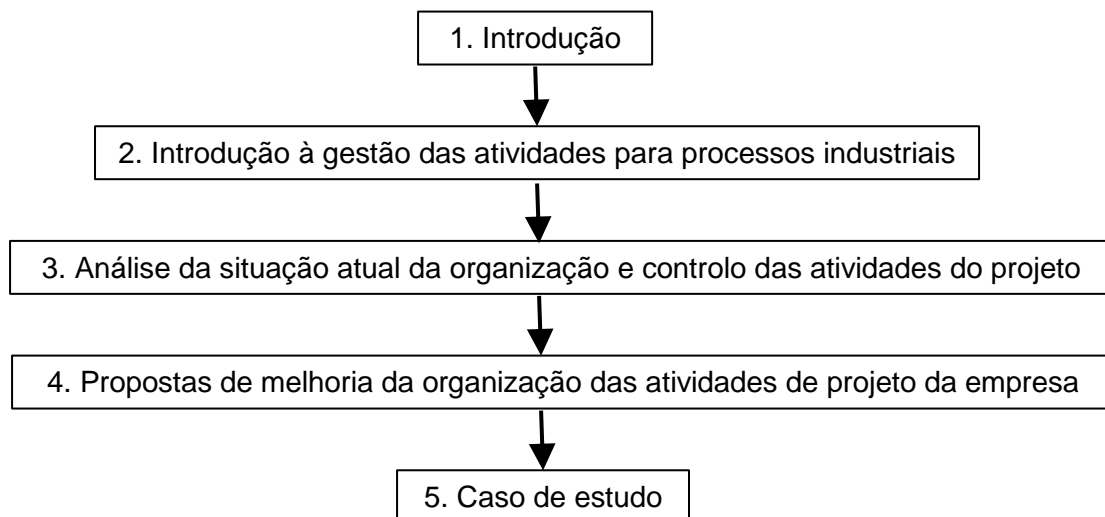 1. Introdução
2. Introdução à gestão das atividades para processos industriais
3. Análise da situação atual da organização e controlo das atividades do projeto
4. Propostas de melhoria da organização das atividades de projeto da empresa
5. Caso de estudo